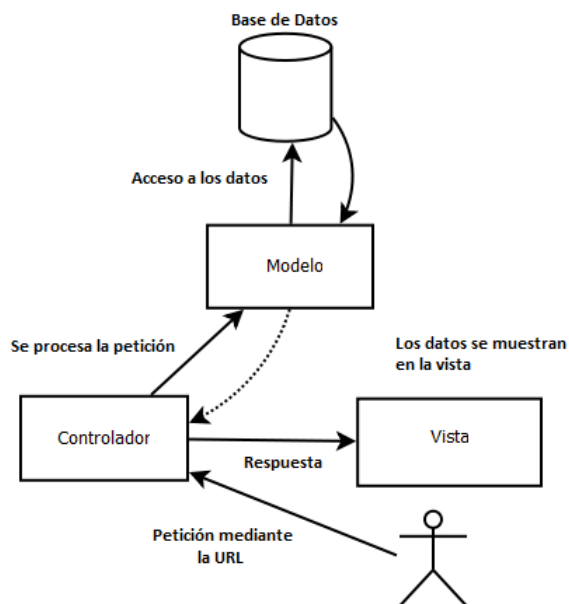 Base de Datos
Acceso a los datos
Modelo
Se procesa la petición
Los datos se muestran
en la vista
Controlador
Vista
Respuesta
Petición mediante
la URL